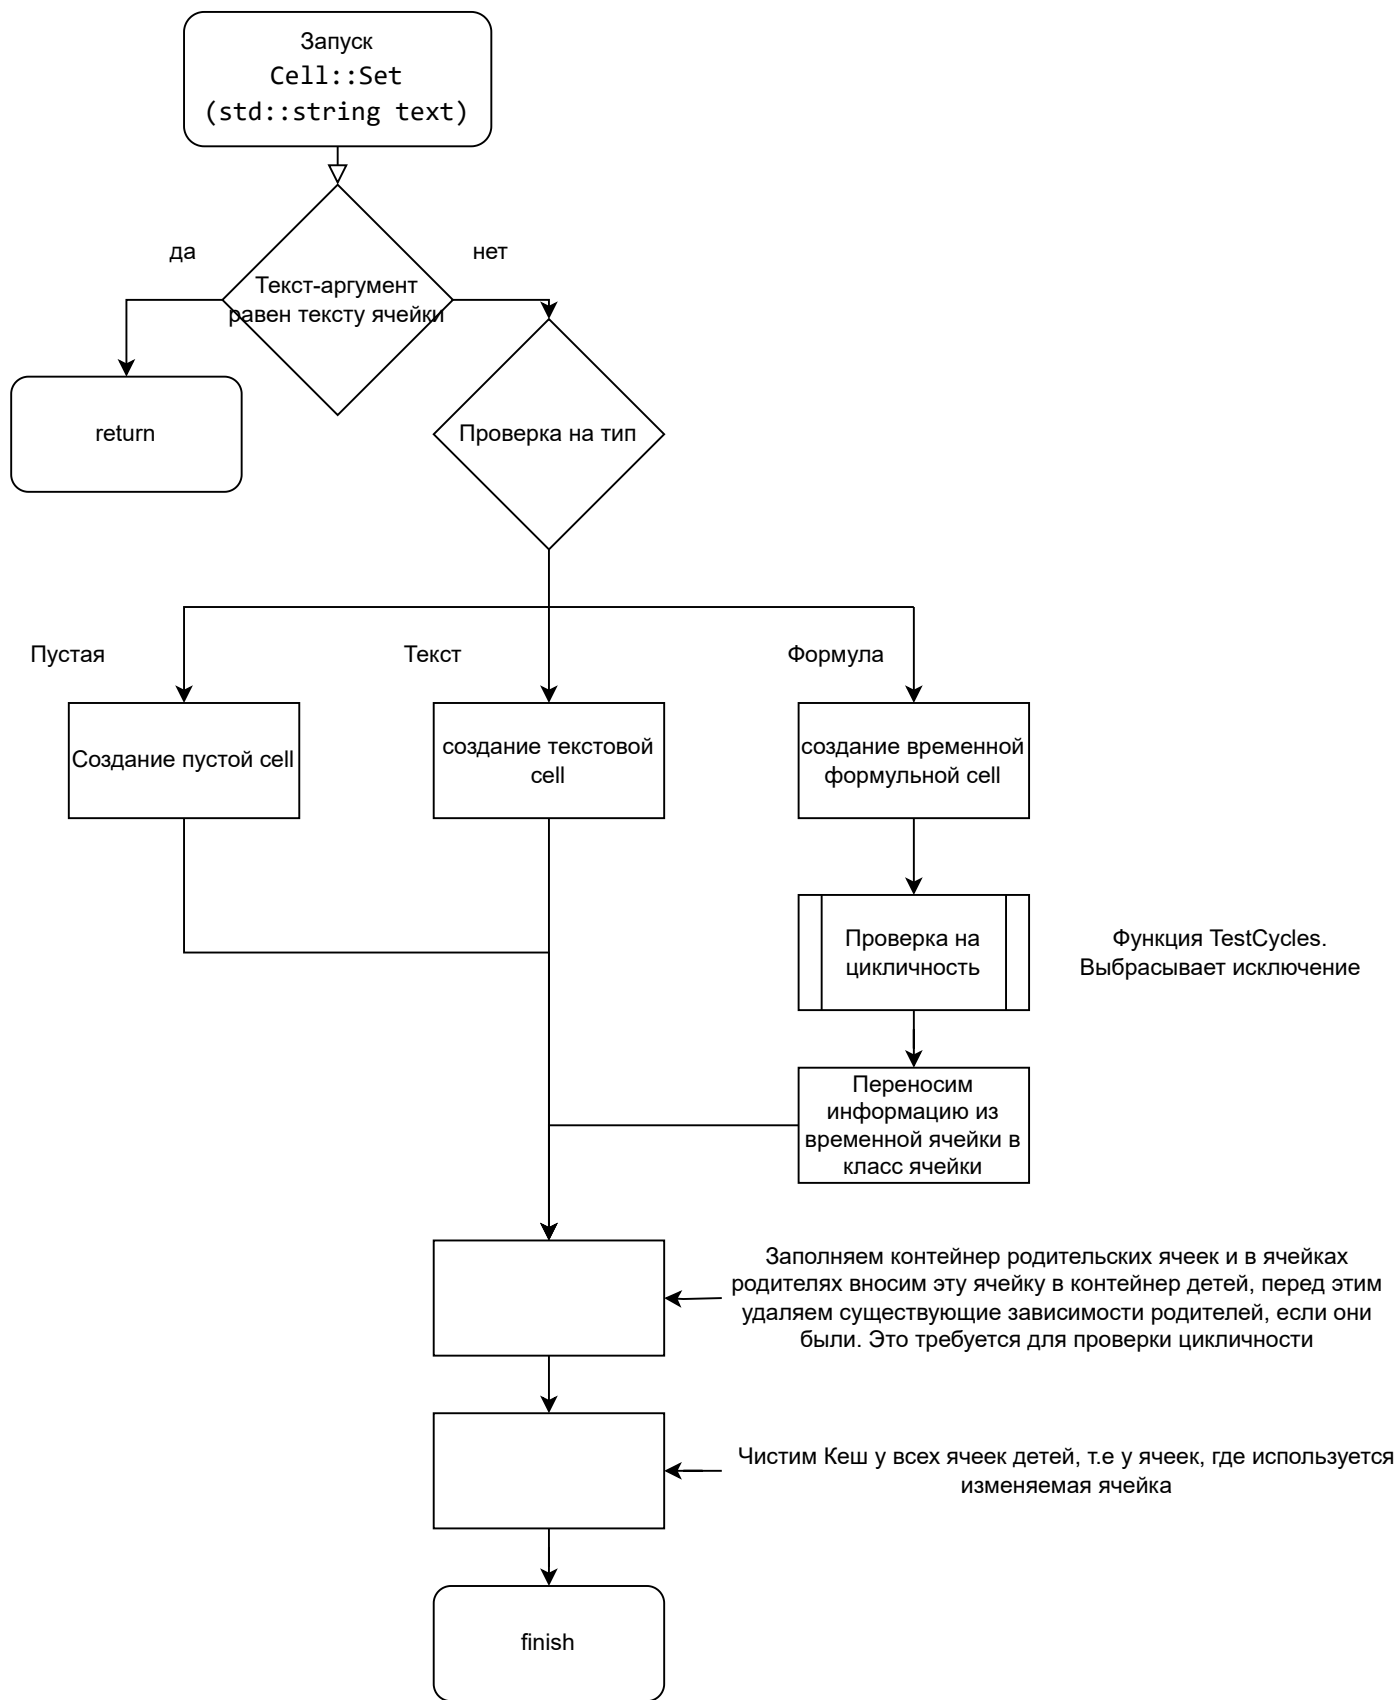 Запуск
Cell::Set
(std::string text)
да
нет
Текст-аргумент
равен тексту ячейки
return
Проверка на тип
Пустая
Текст
Формула
Создание пустой cell
создание текстовой
cell
создание временной
формульной cell
Проверка на
цикличность
Функция TestCycles.
Выбрасывает исключение
Переносим
информацию из
временной ячейки в
класс ячейки
Заполняем контейнер родительских ячеек и в ячейках
родителях вносим эту ячейку в контейнер детей, перед этим
удаляем существующие зависимости родителей, если они
были. Это требуется для проверки цикличности
Чистим Кеш у всех ячеек детей, т.е у ячеек, где используется
изменяемая ячейка
finish